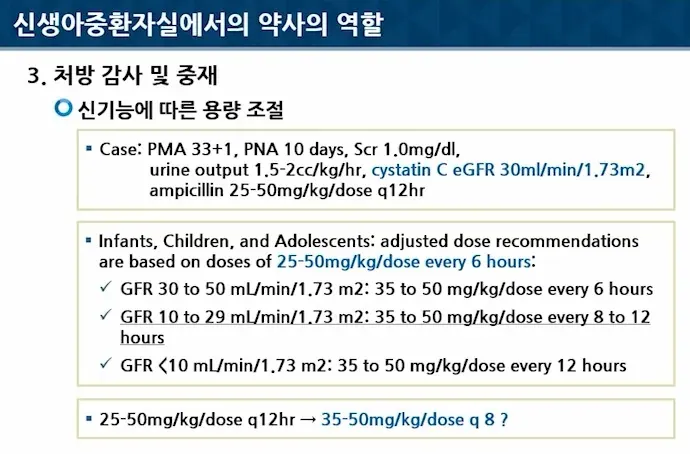 신생아중환자실에서의 약사의 역할
3. 처방 감사 및 중재
신기능에 따른 용량 조절
▪ Case: PMA 33+1, PNA 10 days, Scr 1.0mg/dl,
urine output 1.5-2cc/kg/hr, cystatin C eGFR 30ml/min/1.73m2,
ampicillin 25-50mg/kg/dose q12hr
▪ Infants, Children, and Adolescents: adjusted dose recommendations
are based on doses of 25-50mg/kg/dose every 6 hours:
✓ GFR 30 to 50 mL/min/1.73 m2: 35 to 50 mg/kg/dose every 6 hours
✓ GFR 10 to 29 mL/min/1.73 m2: 35 to 50 mg/kg/dose every 8 to 12
hours
✓ GFR <10 mL/min/1.73 m2: 35 to 50 mg/kg/dose every 12 hours
▪ 25-50mg/kg/dose q12hr → 35-50mg/kg/dose q 8 ?